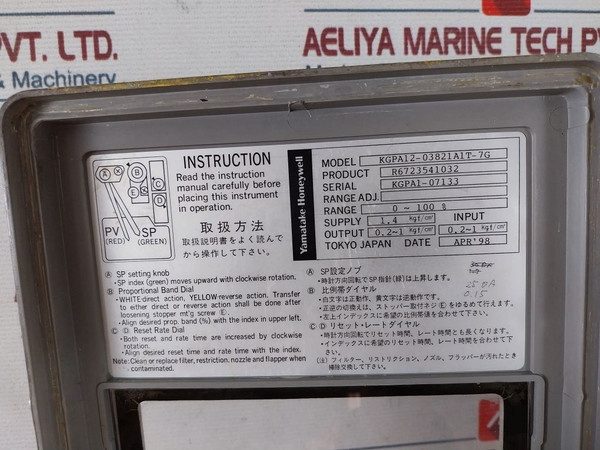 PVT. LTD.
& Machinery
AELIYA MARINE TECH PV
INSTRUCTION
Read the instruction
manual carefully before
placing this instrument
in operation.
取扱方法
取扱説明書をよく読んで
から操作して下さい。
A
B
C
E
D
PV
(RED)
SP
(GREEN)
Yamatake Honeywell
MODEL KGPA12-03821A1T-7G
PRODUCT R6723541032
SERIAL KGPA1-07133
RANGE ADJ.
RANGE 0 ~ 100 %
SUPPLY 1.4 kgf/cm² INPUT
OUTPUT 0.2~1 kgf/cm² 0.2~1 kgf/cm²
TOKYO JAPAN DATE APR'98
Ⓐ SP setting knob
・SP index (green) moves upward with clockwise rotation.
Ⓑ Proportional Band Dial
・WHITE-direct action, YELLOW-reverse action. Transfer
to either direct or reverse action shall be done after
loosening stopper mt'g screw Ⓔ.
・Align desired prop. band (%) with the index in upper left.
Ⓒ Ⓓ Reset Rate Dial
・Both reset and rate time are increased by clockwise
rotation.
・Align desired reset time and rate time with the index.
Note: Clean or replace filter, restriction, nozzle and flapper when
contaminated.
Ⓐ SP設定ノブ
・時計方向回転でSP指針(緑)は上昇します。
Ⓑ 比例帯ダイヤル
・白文字は正動作、黄文字は逆動作です。
・正逆の切換えは、ストッパー取付ネジⒺをゆるめて行えます。
・左上インデックスに希望の比例値を合わせて下さい。
Ⓒ Ⓓ リセット・レートダイヤル
・時計方向回転でリセット時間、レート時間とも長くなります。
・インデックスに希望のリセット時間、レート時間を合わせて下さい。
(注) フィルター、リストリクション、ノズル、フラッパーが汚れたとき
掃除交換して下さい。
0.15